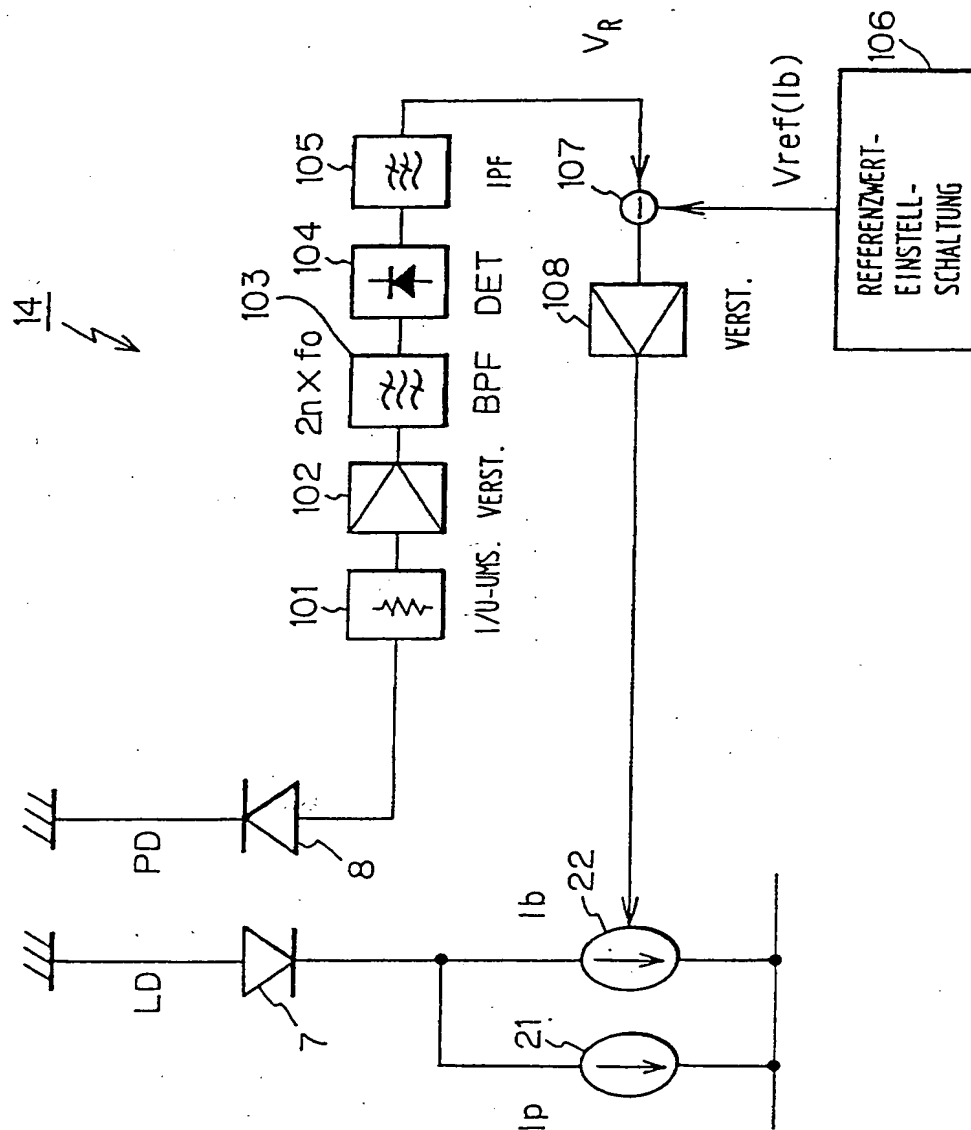 14
LD
7
PD
8
Ip
21
Ib
22
101
I/U-UMS.
102
VERST.
2n×fo
103
BPF
104
DET
105
IPF
VR
107
108
VERST.
Vref(Ib)
106
REFERENZWERT-
EINSTELL-
SCHALTUNG